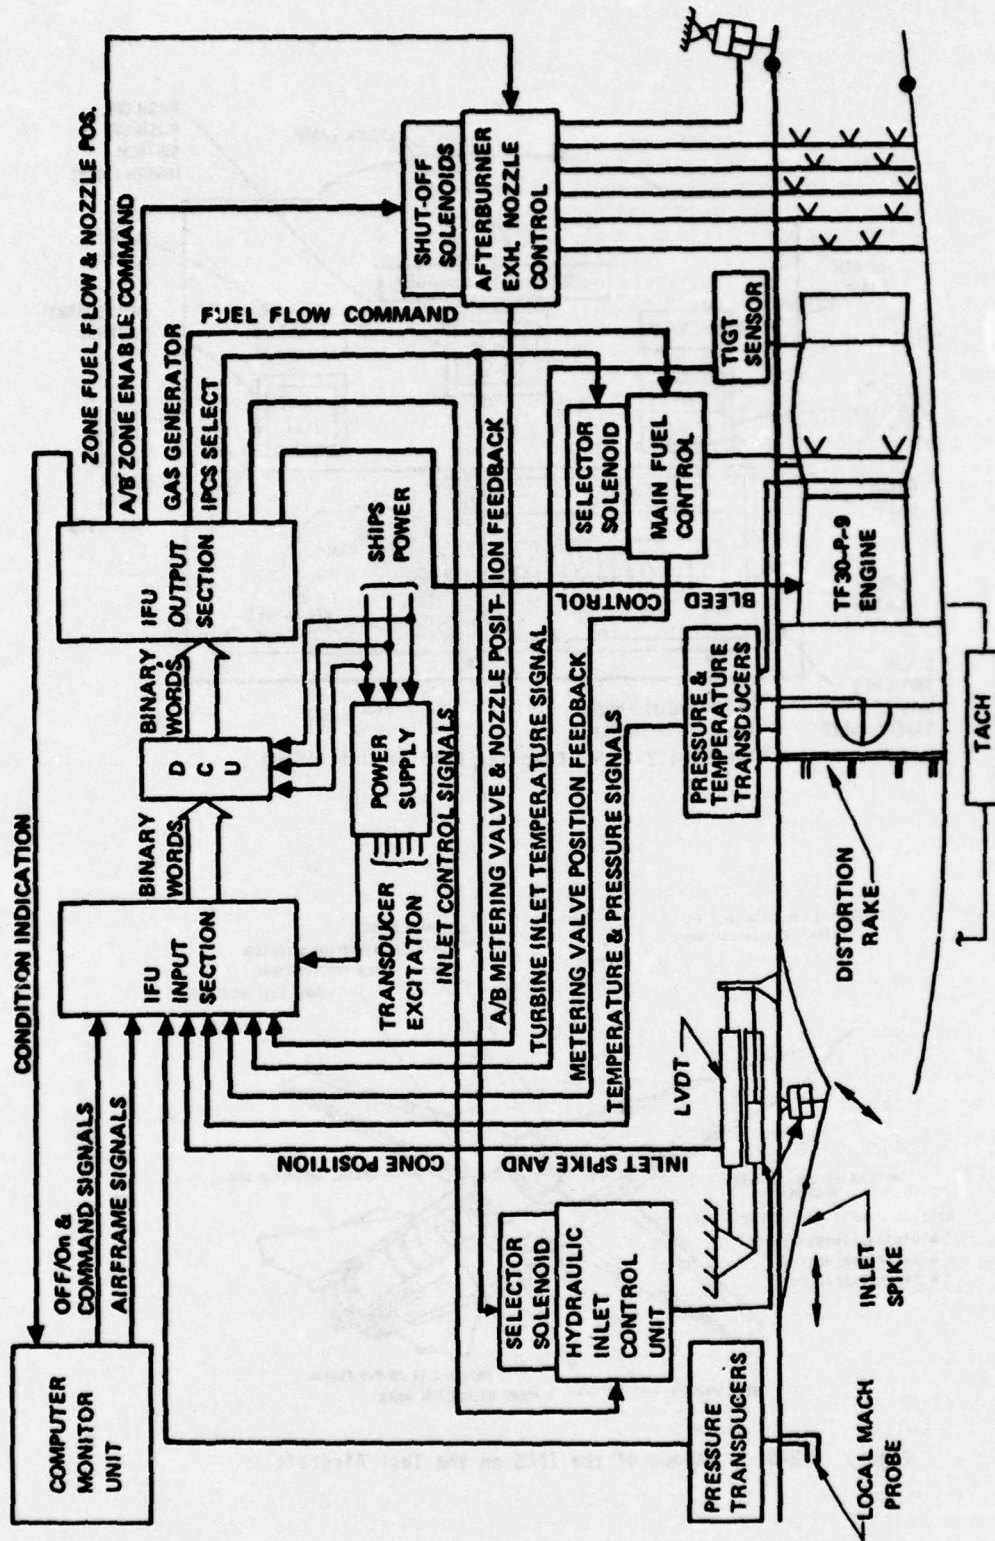 CONDITION INDICATION
COMPUTER
MONITOR
UNIT
OFF/On &
COMMAND SIGNALS
AIRFRAME SIGNALS
IFU
INPUT
SECTION
BINARY
WORDS
D
C
U
BINARY
WORDS
IFU
OUTPUT
SECTION
ZONE FUEL FLOW & NOZZLE POS.
A/B ZONE ENABLE COMMAND
GAS GENERATOR
FUEL FLOW COMMAND
IPCS SELECT
SHIPS
POWER
POWER
SUPPLY
TRANSDUCER
EXCITATION
INLET CONTROL SIGNALS
A/B METERING VALVE & NOZZLE POSIT-ION FEEDBACK
TURBINE INLET TEMPERATURE SIGNAL
METERING VALVE POSITION FEEDBACK
TEMPERATURE & PRESSURE SIGNALS
SHUT-OFF
SOLENOIDS
AFTERBURNER
EXH. NOZZLE
CONTROL
SELECTOR
SOLENOID
MAIN FUEL
CONTROL
TIGT
SENSOR
BLEED
CONTROL
INLET SPIKE AND
CONE POSITION
SELECTOR
SOLENOID
HYDRAULIC
INLET
CONTROL
UNIT
LVDT
PRESSURE &
TEMPERATURE
TRANSDUCERS
TF30-P-9
ENGINE
PRESSURE
TRANSDUCERS
LOCAL MACH
PROBE
INLET
SPIKE
DISTORTION
RAKE
TACH